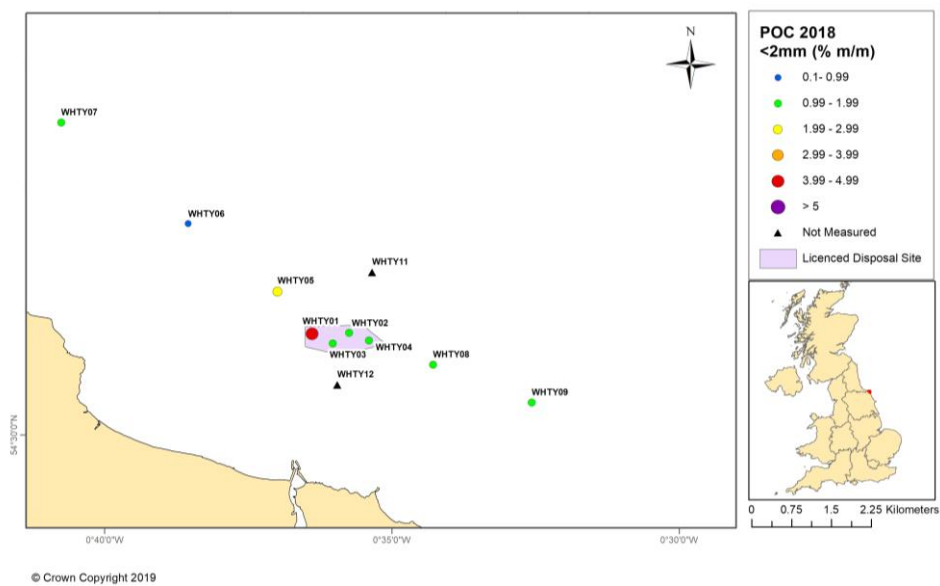 N
WHTY07
WHTY06
WHTY11
WHTY05
WHTY01
WHTY02
WHTY04
WHTY03
WHTY08
WHTY12
WHTY09
54°30'0"N
0°40'0"W
0°35'0"W
0°30'0"W
POC 2018
<2mm (% m/m)
0.1- 0.99
0.99 - 1.99
1.99 - 2.99
2.99 - 3.99
3.99 - 4.99
> 5
Not Measured
Licenced Disposal Site
0 0.75 1.5 2.25 Kilometers
© Crown Copyright 2019